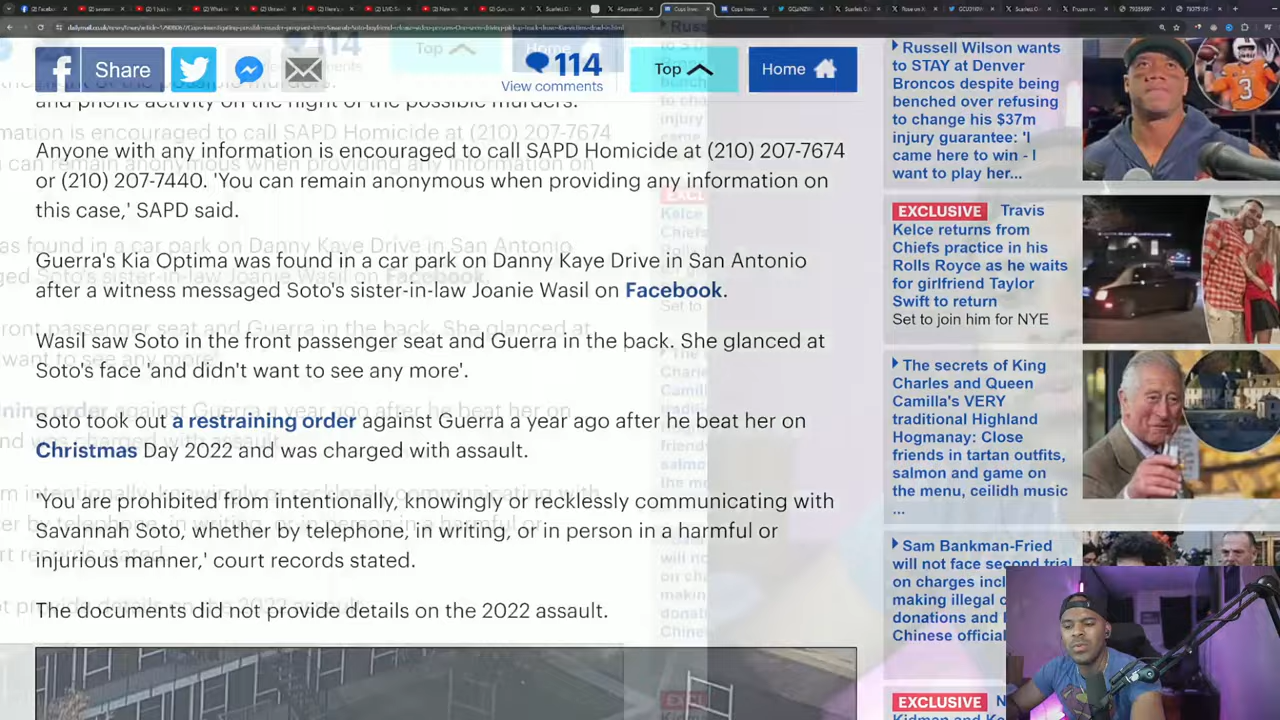 Share
114
View comments
Top
Home
and phone activity on the night of the possible murders.
Anyone with any information is encouraged to call SAPD Homicide at (210) 207-7674
or (210) 207-7440. 'You can remain anonymous when providing any information on
this case,' SAPD said.
Guerra's Kia Optima was found in a car park on Danny Kaye Drive in San Antonio
after a witness messaged Soto's sister-in-law Joanie Wasil on Facebook.
Wasil saw Soto in the front passenger seat and Guerra in the back. She glanced at
Soto's face 'and didn't want to see any more'.
Soto took out a restraining order against Guerra a year ago after he beat her on
Christmas Day 2022 and was charged with assault.
'You are prohibited from intentionally, knowingly or recklessly communicating with
Savannah Soto, whether by telephone, in writing, or in person in a harmful or
injurious manner,' court records stated.
The documents did not provide details on the 2022 assault.
Russell Wilson wants
to STAY at Denver
Broncos despite being
benched over refusing
to change his $37m
injury guarantee: 'I
came here to win - I
want to play her...
EXCLUSIVE Travis
Kelce returns from
Chiefs practice in his
Rolls Royce as he waits
for girlfriend Taylor
Swift to return
Set to join him for NYE
The secrets of King
Charles and Queen
Camilla's VERY
traditional Highland
Hogmanay: Close
friends in tartan outfits,
salmon and game on
the menu, ceilidh music
...
Sam Bankman-Fried
will not face second trial
on charges
making illegal
donations and
Chinese
EXCLUSIVE